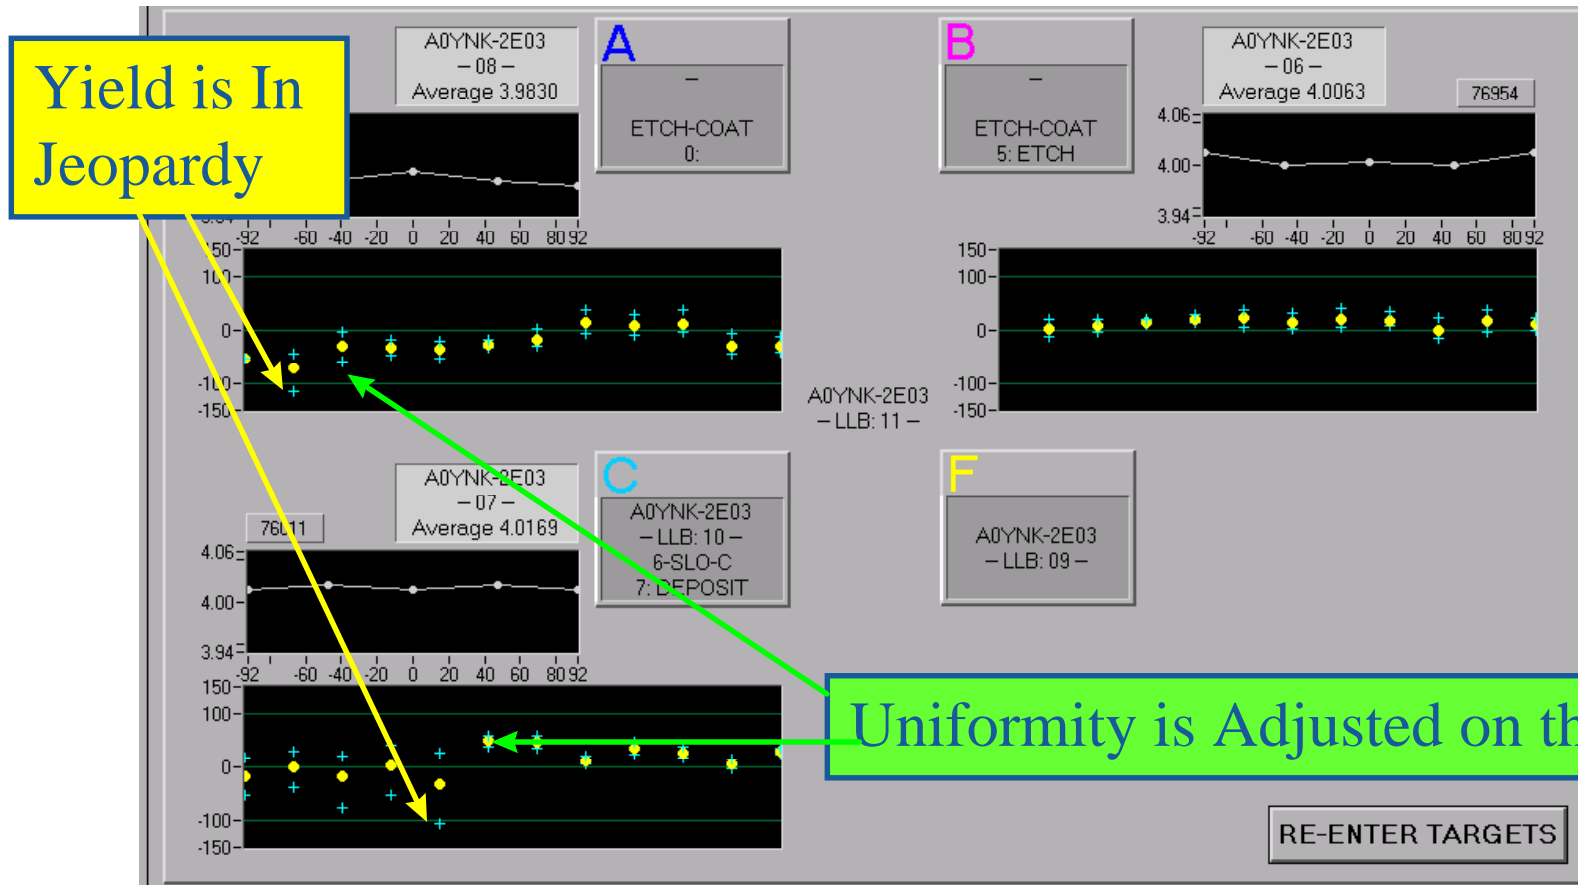 Yield is In
Jeopardy
A0YNK-2E03
– 08 –
Average 3.9830
A
–
ETCH-COAT
0:
B
–
ETCH-COAT
5: ETCH
A0YNK-2E03
– 06 –
Average 4.0063
76954
4.06
4.00
3.94
-92 -60 -40 -20 0 20 40 60 80 92
-92 -60 -40 -20 0 20 40 60 80 92
150
100
0
-100
-150
150
100
0
-100
-150
A0YNK-2E03
– LLB: 11 –
A0YNK-2E03
– 07 –
Average 4.0169
76011
C
A0YNK-2E03
– LLB: 10 –
6-SLO-C
7: DEPOSIT
F
A0YNK-2E03
– LLB: 09 –
4.06
4.00
3.94
-92 -60 -40 -20 0 20 40 60 80 92
150
100
0
-100
-150
Uniformity is Adjusted on th
RE-ENTER TARGETS